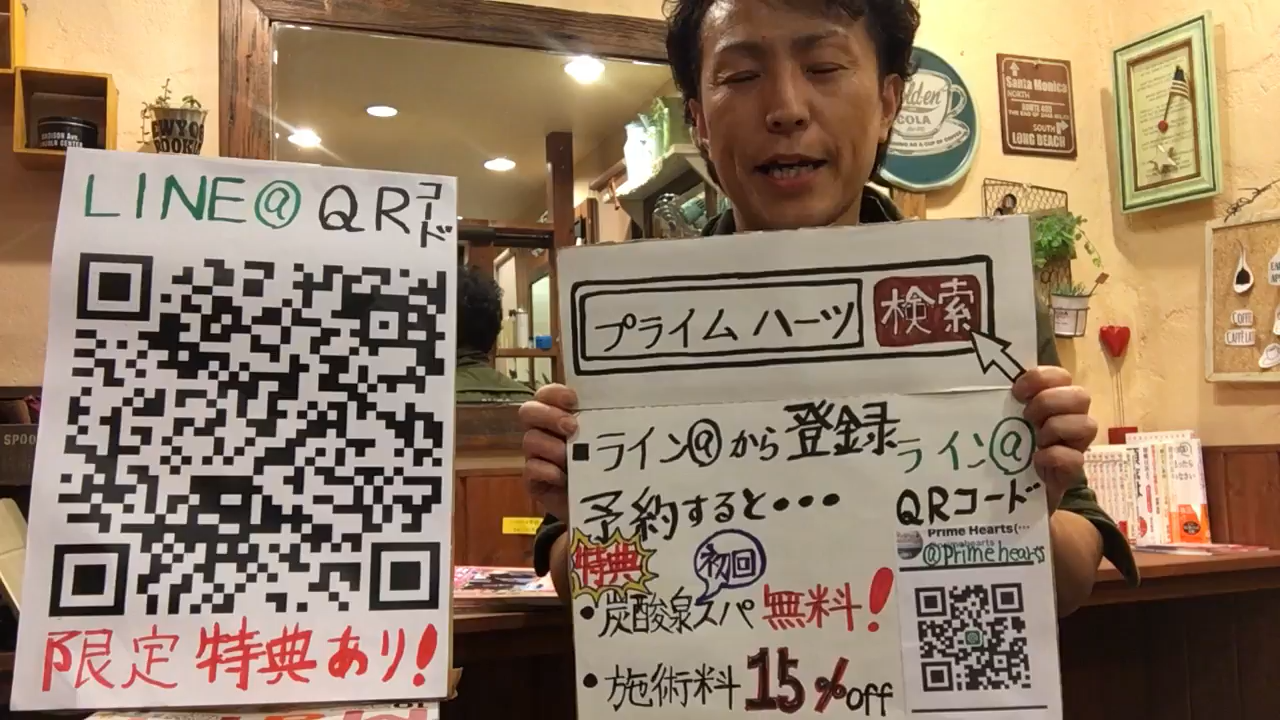 LINE@ QRコード
限定 特典あり!
プライムハーツ 検索
■ライン@から登録
予約すると・・・
特典
初回
・炭酸泉スパ 無料!
・施術料 15%off
ライン@
QRコード
Prime Hearts(…
@Primehearts
Santa Monica
NORTH
SOUTH
LONG BEACH
COLA